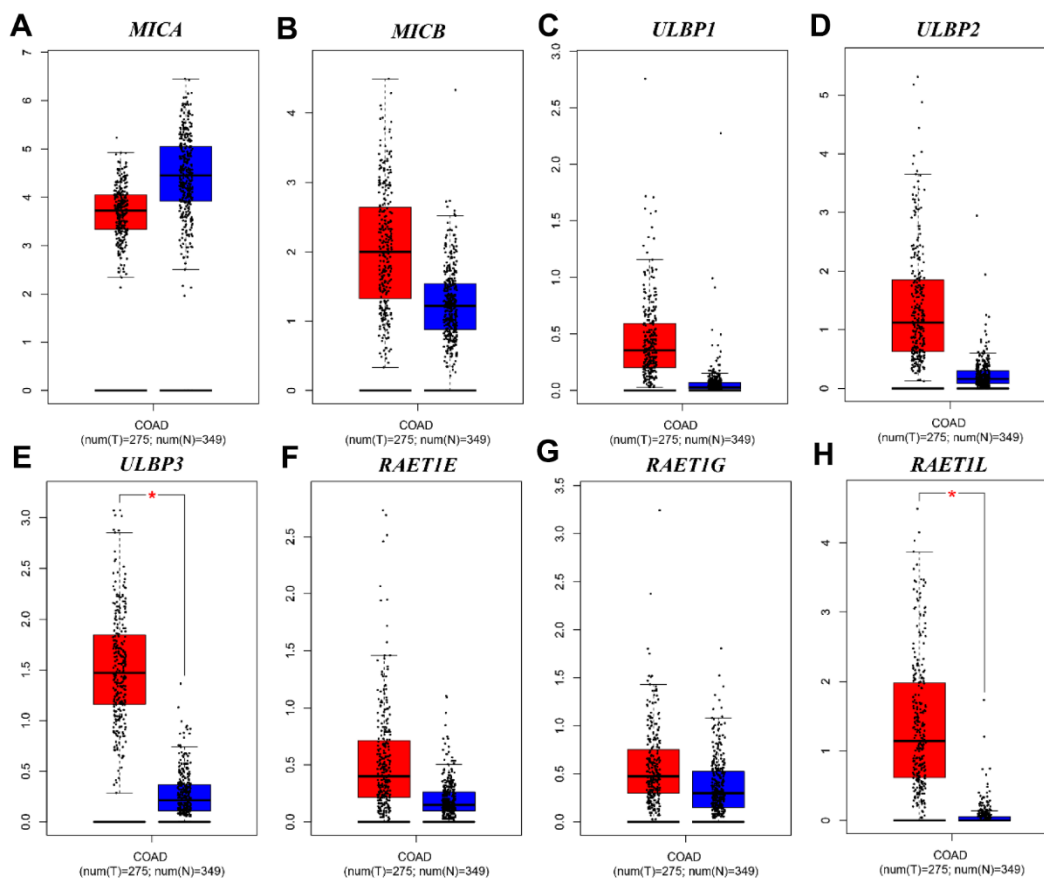 A
MICA
7
6
5
4
3
2
0
COAD
(num(T)=275; num(N)=349)
B
MICB
4
3
2
1
0
COAD
(num(T)=275; num(N)=349)
C
ULBP1
3.0
2.5
2.0
1.5
1.0
0.5
0.0
COAD
(num(T)=275; num(N)=349)
D
ULBP2
5
4
3
2
1
0
COAD
(num(T)=275; num(N)=349)
E
ULBP3
*
3.0
2.5
2.0
1.5
1.0
0.5
0.0
COAD
(num(T)=275; num(N)=349)
F
RAET1E
2.5
2.0
1.5
1.0
0.5
0.0
COAD
(num(T)=275; num(N)=349)
G
RAET1G
3.5
3.0
2.5
2.0
1.5
1.0
0.5
0.0
COAD
(num(T)=275; num(N)=349)
H
RAET1L
*
4
3
2
1
0
COAD
(num(T)=275; num(N)=349)